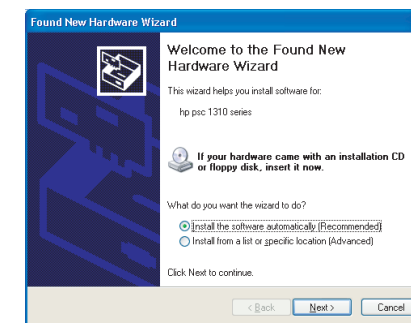 Found New Hardware Wizard
Welcome to the Found New
Hardware Wizard
This wizard helps you install software for:
hp psc 1310 series
If your hardware came with an installation CD
or floppy disk, insert it now.
What do you want the wizard to do?
Install the software automatically (Recommended)
Install from a list or specific location (Advanced)
Click Next to continue.
< Back Next > Cancel